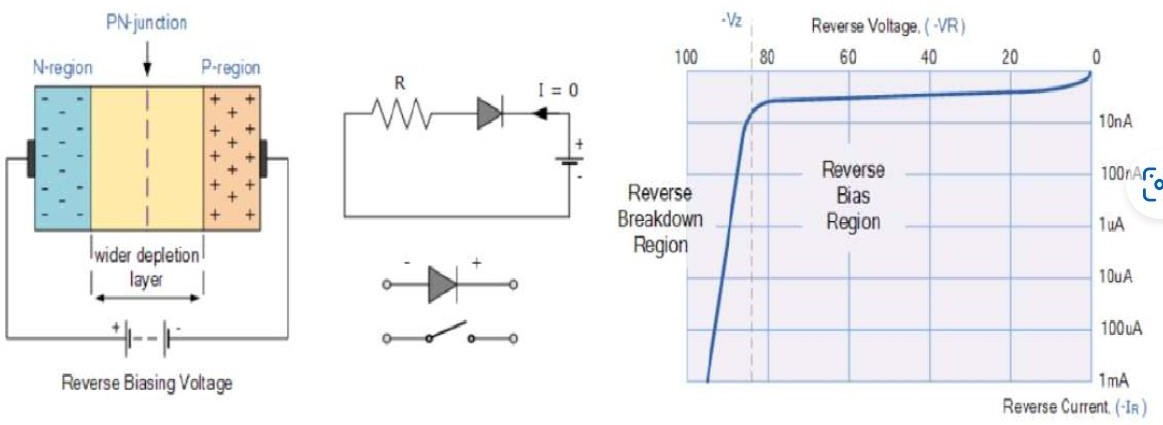 PN-junction
N-region
P-region
wider depletion
layer
+
-
Reverse Biasing Voltage
R
I = 0
+
-
-
+
-Vz
Reverse Voltage, (-VR)
100
80
60
40
20
0
10nA
100nA
1uA
10uA
100uA
1mA
Reverse
Breakdown
Region
Reverse
Bias
Region
Reverse Current, (-IR)